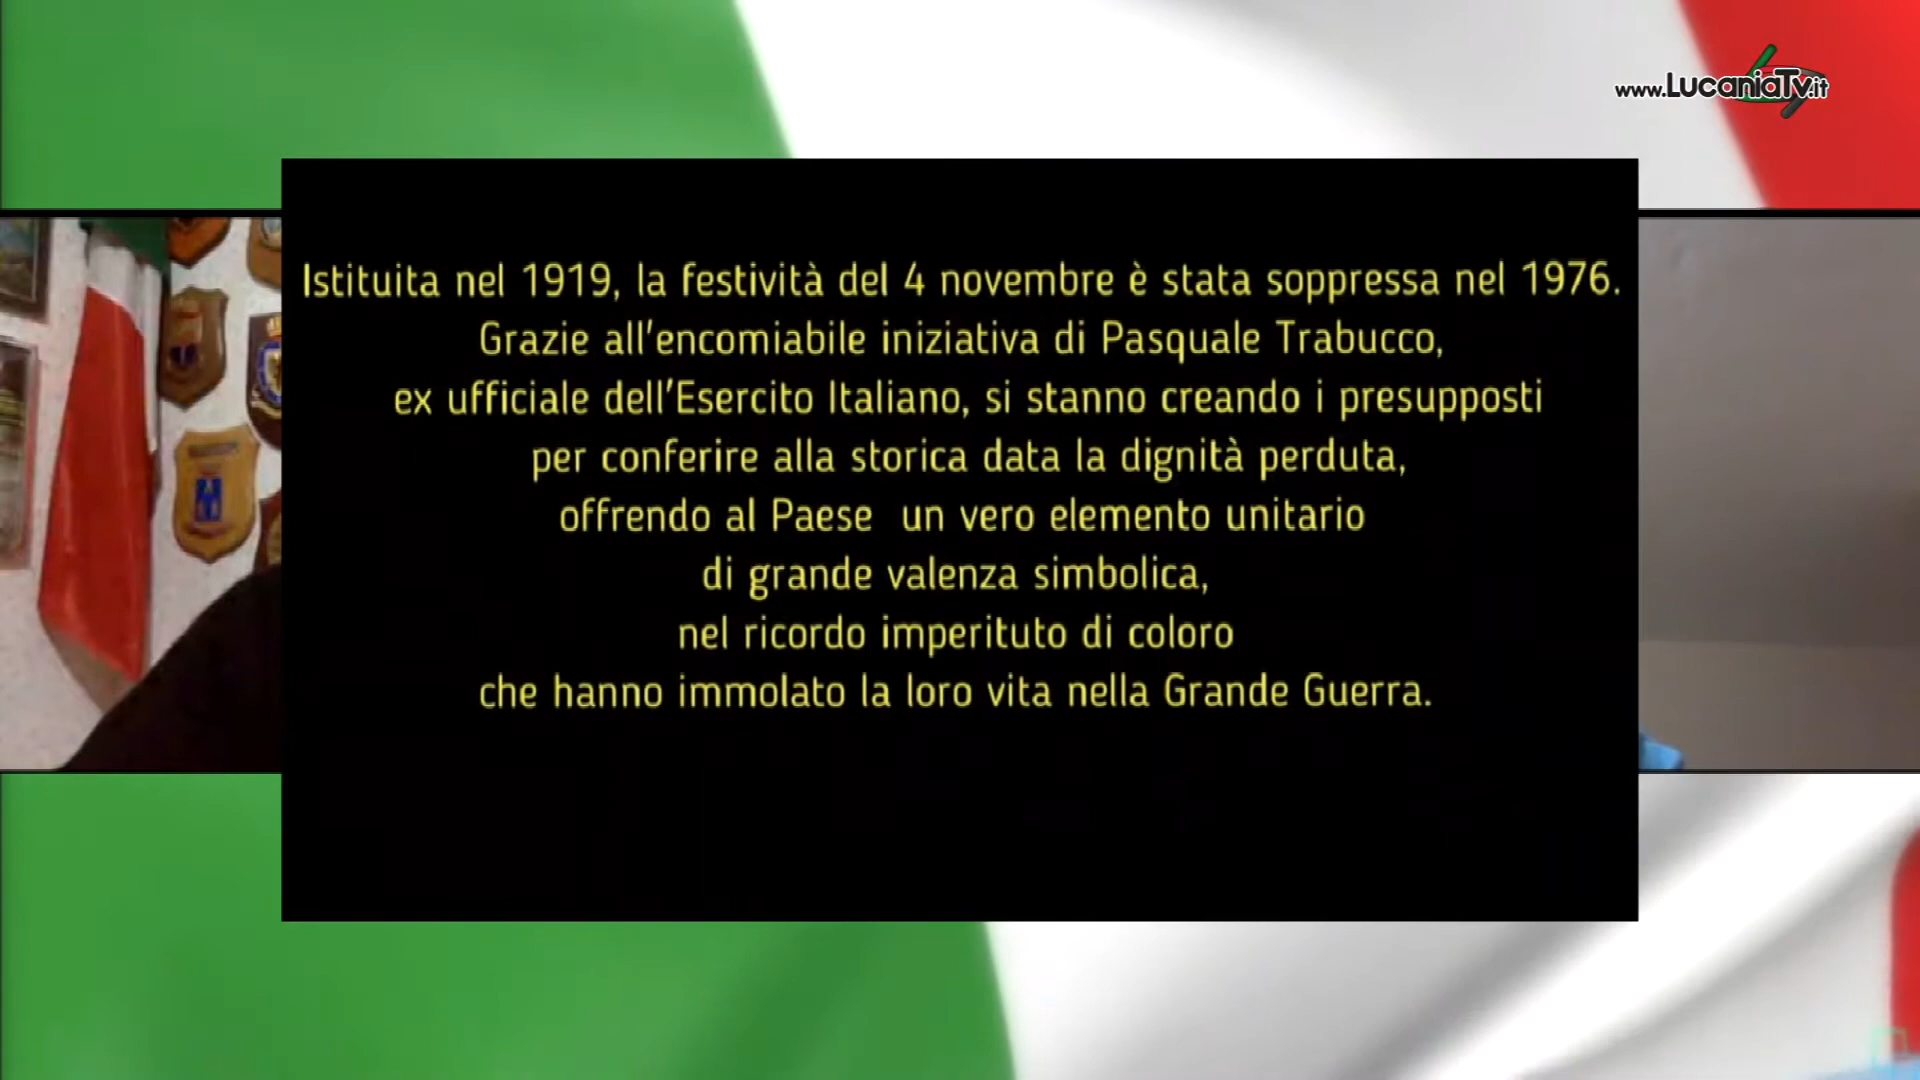 www.LucaniaTv.it
Istituita nel 1919, la festività del 4 novembre è stata soppressa nel 1976.
Grazie all'encomiabile iniziativa di Pasquale Trabucco,
ex ufficiale dell'Esercito Italiano, si stanno creando i presupposti
per conferire alla storica data la dignità perduta,
offrendo al Paese un vero elemento unitario
di grande valenza simbolica,
nel ricordo imperituto di coloro
che hanno immolato la loro vita nella Grande Guerra.